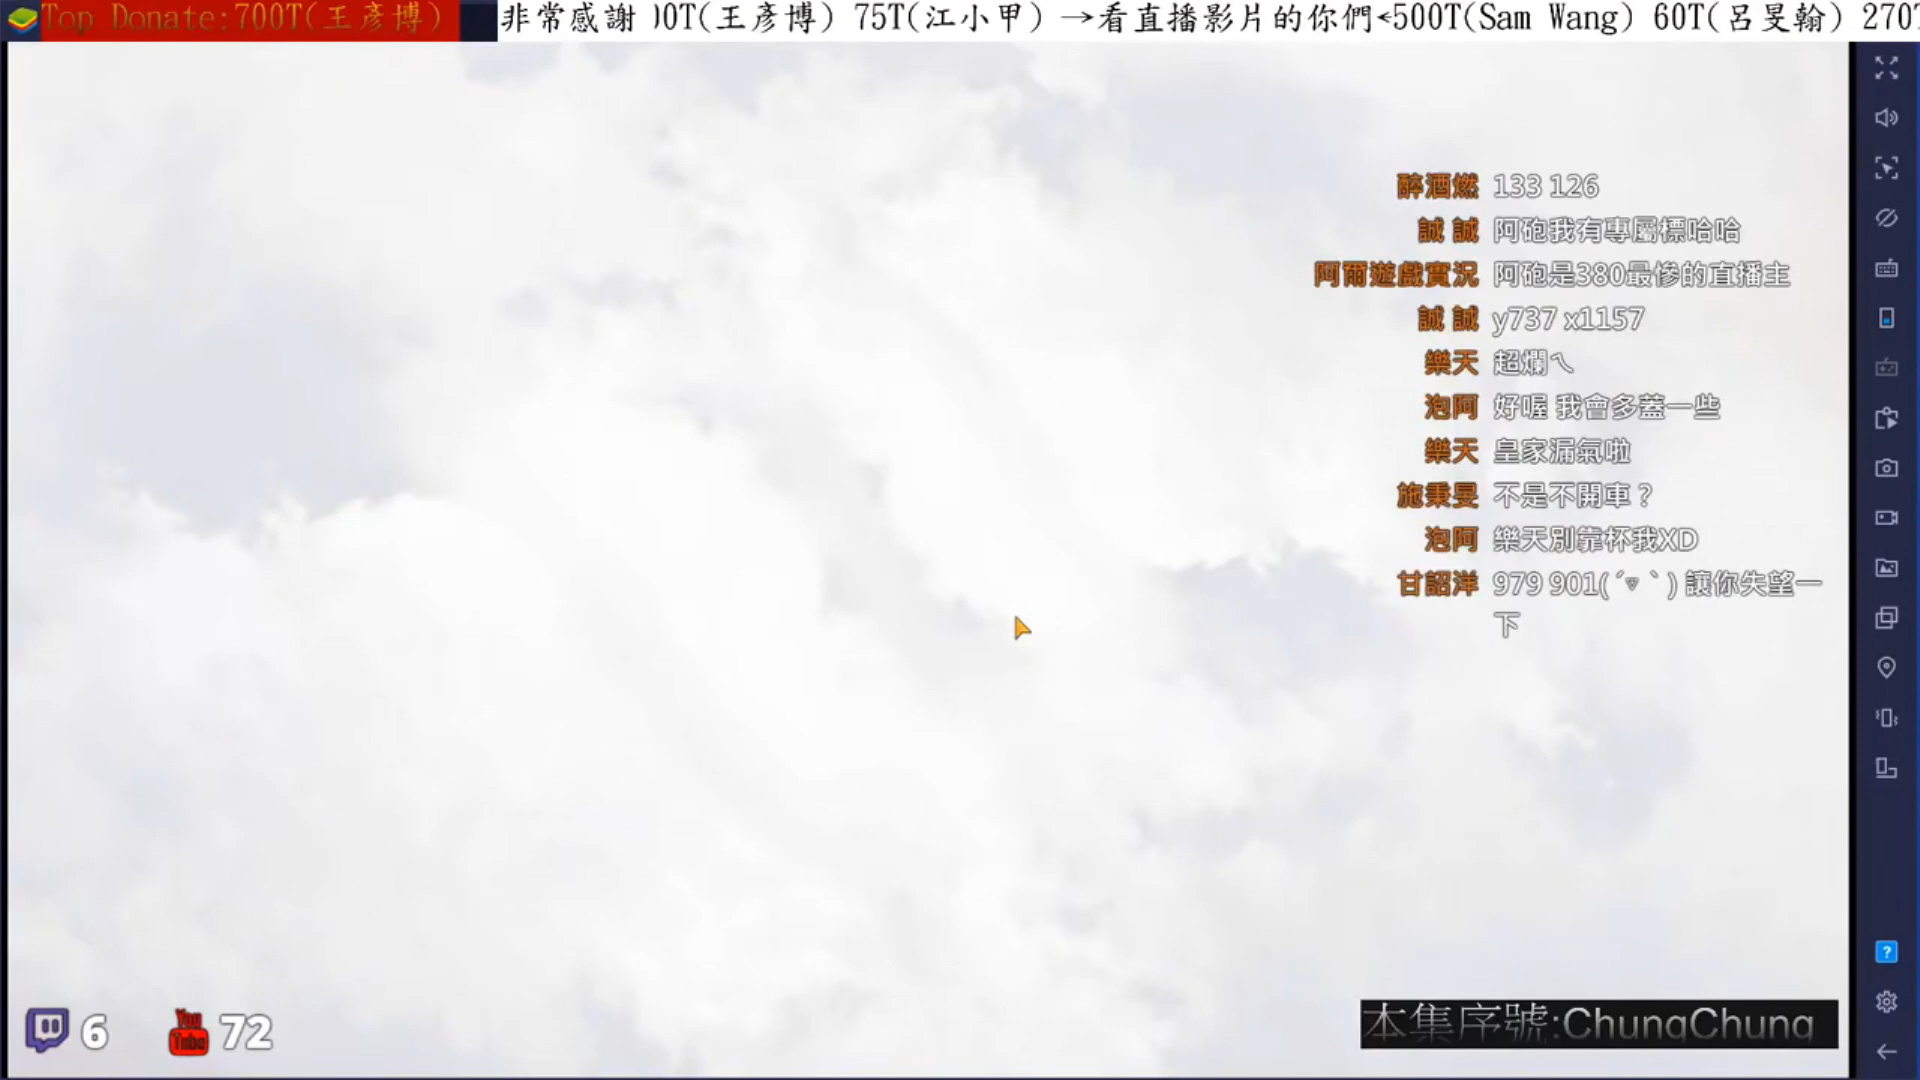 Top Donate:700T(王彥博)
非常感謝 )0T(王彥博) 75T(江小甲) →看直播影片的你們←500T(Sam Wang) 60T(呂旻翰) 270T
醉酒燃 133 126
誠 誠 阿砲我有專屬標哈哈
阿爾遊戲實況 阿砲是380最慘的直播主
誠 誠 y737 x1157
樂天 超爛ㄟ
泡阿 好喔 我會多蓋一些
樂天 皇家漏氣啦
施秉旻 不是不開車？
泡阿 樂天別靠杯我XD
甘詔洋 979 901(´▿｀) 讓你失望一
下
6
You
Tube
72
本集序號:ChungChung